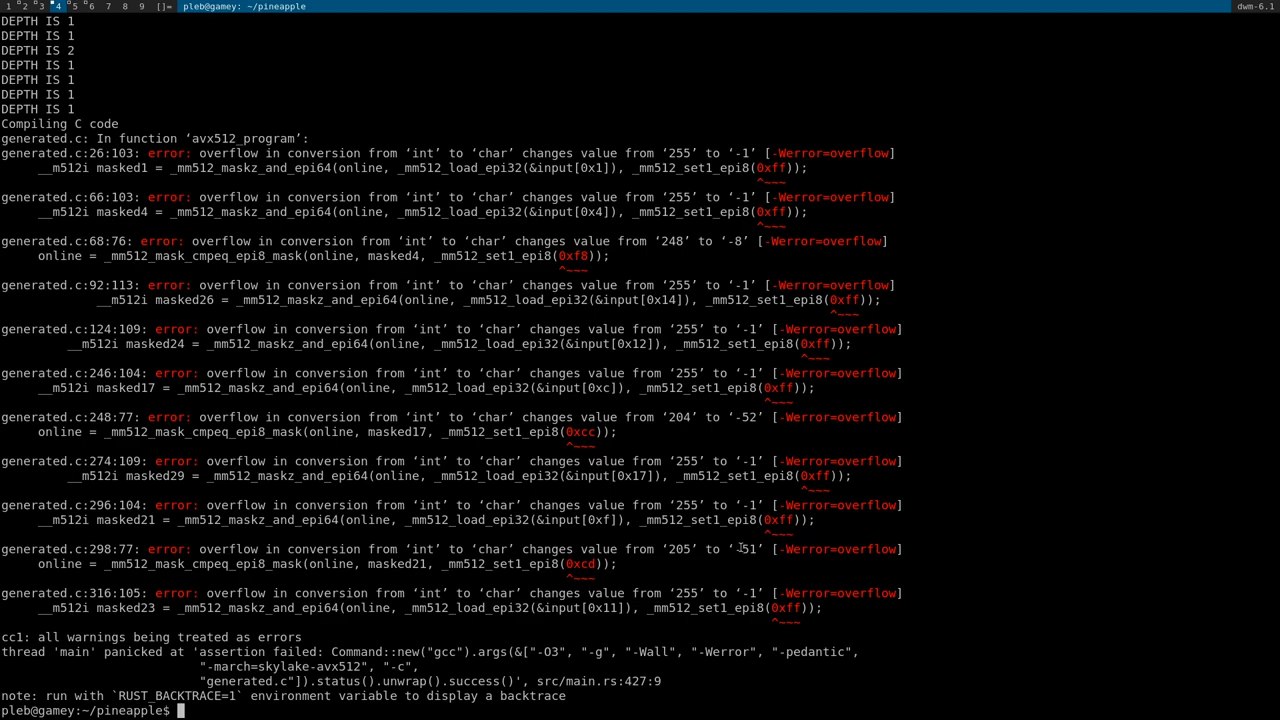 1 2 3 4 5 6 7 8 9 []= pleb@gamey: ~/pineapple dwm-6.1
DEPTH IS 1
DEPTH IS 1
DEPTH IS 2
DEPTH IS 1
DEPTH IS 1
DEPTH IS 1
DEPTH IS 1
Compiling C code
generated.c: In function ‘avx512_program’:
generated.c:26:103: error: overflow in conversion from ‘int’ to ‘char’ changes value from ‘255’ to ‘-1’ [-Werror=overflow]
__m512i masked1 = _mm512_maskz_and_epi64(online, _mm512_load_epi32(&input[0x1]), _mm512_set1_epi8(0xff));
^~~~
generated.c:66:103: error: overflow in conversion from ‘int’ to ‘char’ changes value from ‘255’ to ‘-1’ [-Werror=overflow]
__m512i masked4 = _mm512_maskz_and_epi64(online, _mm512_load_epi32(&input[0x4]), _mm512_set1_epi8(0xff));
^~~~
generated.c:68:76: error: overflow in conversion from ‘int’ to ‘char’ changes value from ‘248’ to ‘-8’ [-Werror=overflow]
online = _mm512_mask_cmpeq_epi8_mask(online, masked4, _mm512_set1_epi8(0xf8));
^~~~
generated.c:92:113: error: overflow in conversion from ‘int’ to ‘char’ changes value from ‘255’ to ‘-1’ [-Werror=overflow]
__m512i masked26 = _mm512_maskz_and_epi64(online, _mm512_load_epi32(&input[0x14]), _mm512_set1_epi8(0xff));
^~~~
generated.c:124:109: error: overflow in conversion from ‘int’ to ‘char’ changes value from ‘255’ to ‘-1’ [-Werror=overflow]
__m512i masked24 = _mm512_maskz_and_epi64(online, _mm512_load_epi32(&input[0x12]), _mm512_set1_epi8(0xff));
^~~~
generated.c:246:104: error: overflow in conversion from ‘int’ to ‘char’ changes value from ‘255’ to ‘-1’ [-Werror=overflow]
__m512i masked17 = _mm512_maskz_and_epi64(online, _mm512_load_epi32(&input[0xc]), _mm512_set1_epi8(0xff));
^~~~
generated.c:248:77: error: overflow in conversion from ‘int’ to ‘char’ changes value from ‘204’ to ‘-52’ [-Werror=overflow]
online = _mm512_mask_cmpeq_epi8_mask(online, masked17, _mm512_set1_epi8(0xcc));
^~~~
generated.c:274:109: error: overflow in conversion from ‘int’ to ‘char’ changes value from ‘255’ to ‘-1’ [-Werror=overflow]
__m512i masked29 = _mm512_maskz_and_epi64(online, _mm512_load_epi32(&input[0x17]), _mm512_set1_epi8(0xff));
^~~~
generated.c:296:104: error: overflow in conversion from ‘int’ to ‘char’ changes value from ‘255’ to ‘-1’ [-Werror=overflow]
__m512i masked21 = _mm512_maskz_and_epi64(online, _mm512_load_epi32(&input[0xf]), _mm512_set1_epi8(0xff));
^~~~
generated.c:298:77: error: overflow in conversion from ‘int’ to ‘char’ changes value from ‘205’ to ‘-51’ [-Werror=overflow]
online = _mm512_mask_cmpeq_epi8_mask(online, masked21, _mm512_set1_epi8(0xcd));
^~~~
generated.c:316:105: error: overflow in conversion from ‘int’ to ‘char’ changes value from ‘255’ to ‘-1’ [-Werror=overflow]
__m512i masked23 = _mm512_maskz_and_epi64(online, _mm512_load_epi32(&input[0x11]), _mm512_set1_epi8(0xff));
^~~~
cc1: all warnings being treated as errors
thread 'main' panicked at 'assertion failed: Command::new("gcc").args(&["-O3", "-g", "-Wall", "-Werror", "-pedantic",
"-march=skylake-avx512", "-c",
"generated.c"]).status().unwrap().success()', src/main.rs:427:9
note: run with `RUST_BACKTRACE=1` environment variable to display a backtrace
pleb@gamey:~/pineapple$